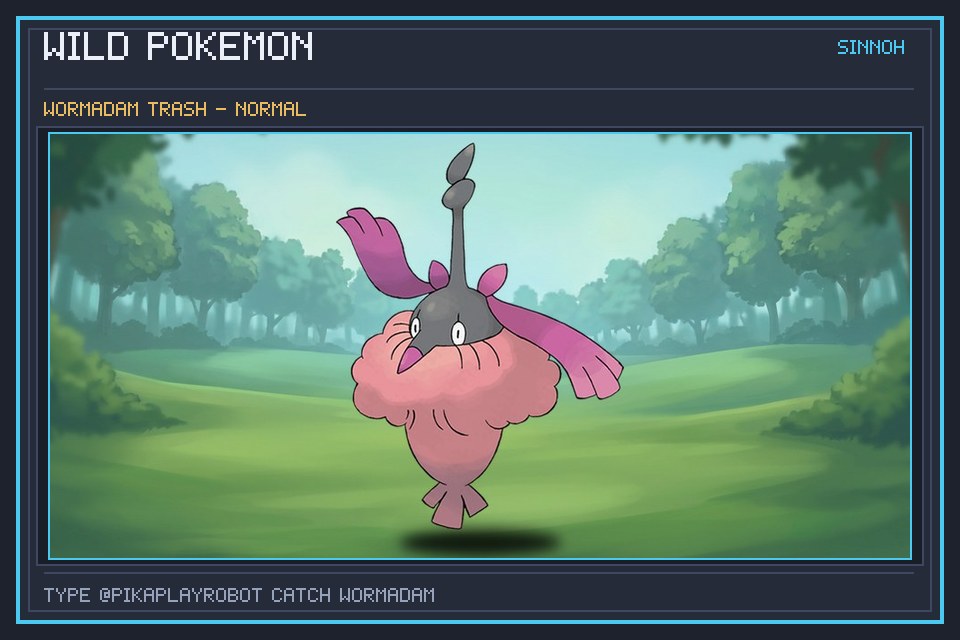 WILD POKEMON
SINNOH
WORMADAM TRASH - NORMAL
TYPE @PIKAPLAYROBOT CATCH WORMADAM